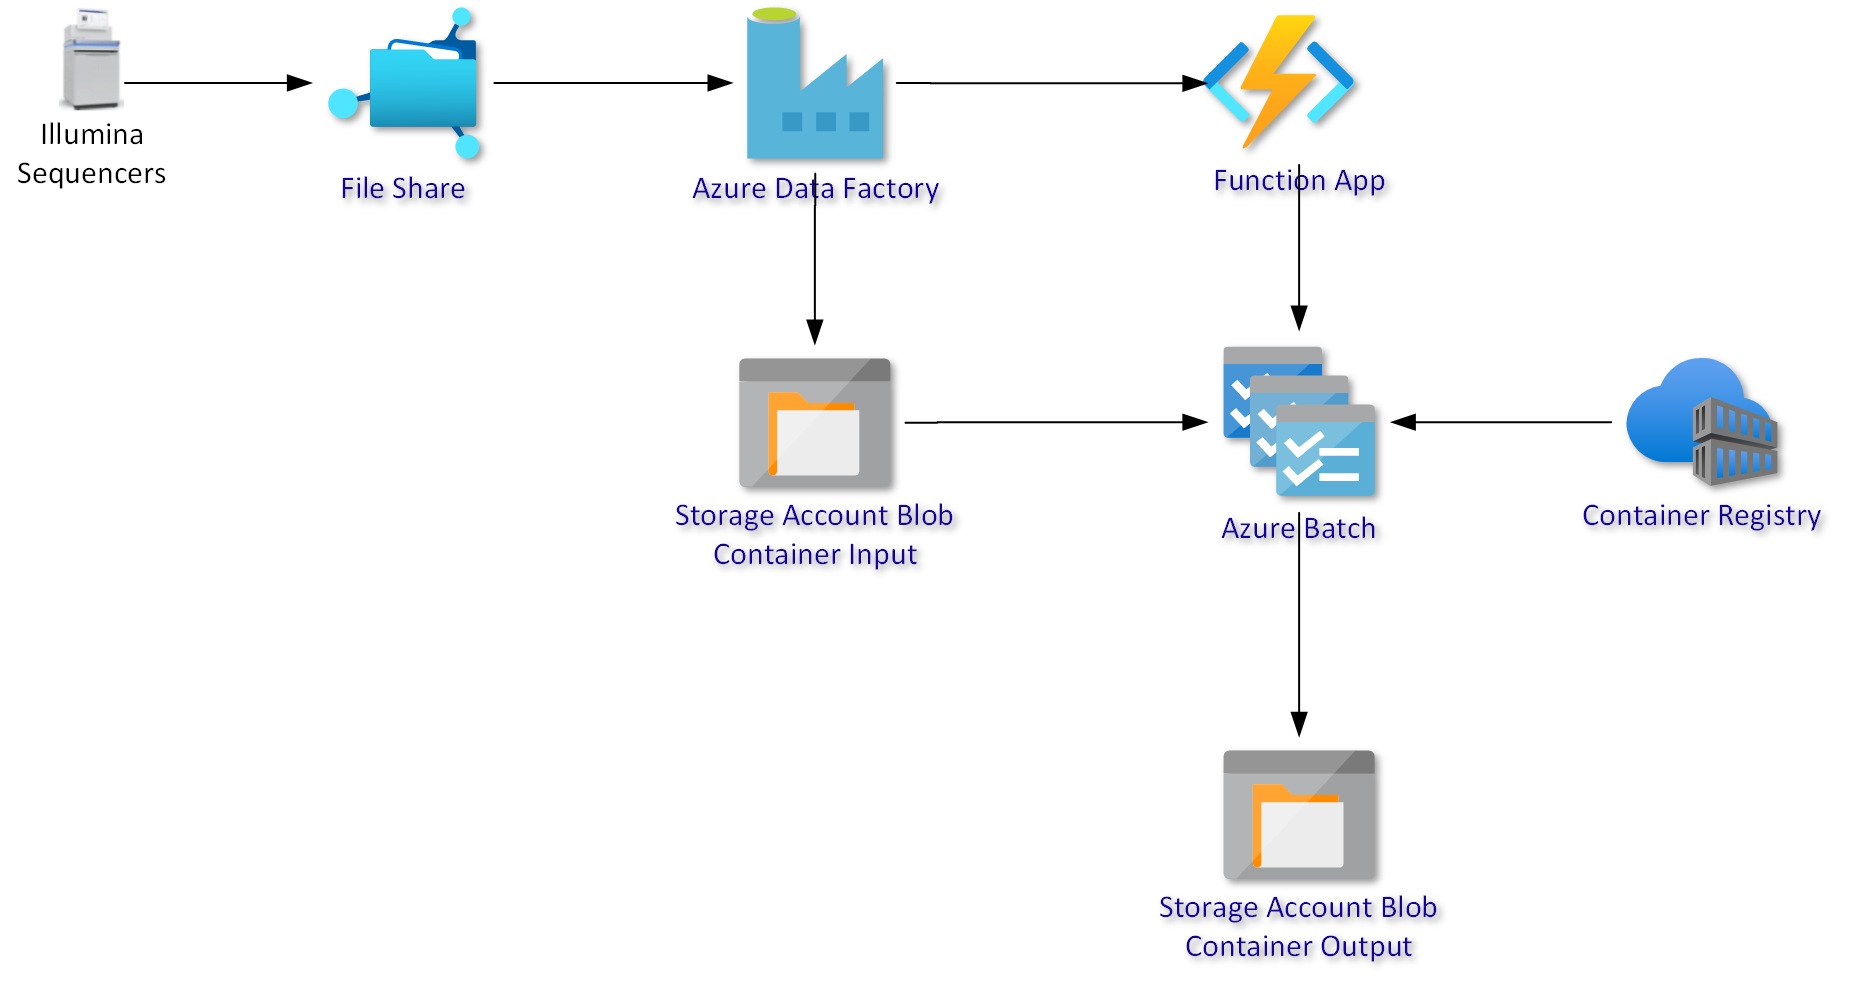 Illumina
Sequencers
File Share
Azure Data Factory
Function App
Storage Account Blob
Container Input
Azure Batch
Container Registry
Storage Account Blob
Container Output